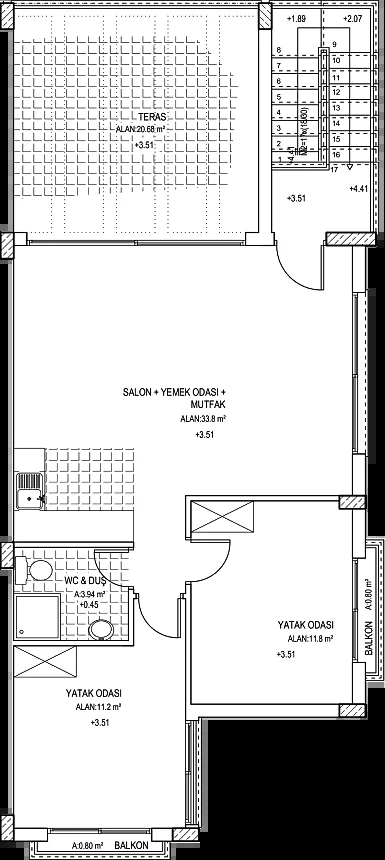 +1.89
+2.07
8
9
7
10
6
11
5
12
4
13
3
14
2
15
1
16
17
+4.41
+3.51
+4.41
TERAS
ALAN:20.68 m²
+3.51
SALON + YEMEK ODASI +
MUTFAK
ALAN:33.8 m²
+3.51
WC & DUŞ
A:3.94 m²
+0.45
YATAK ODASI
ALAN:11.8 m²
+3.51
BALKON
A:0.80 m²
YATAK ODASI
ALAN:11.2 m²
+3.51
A:0.80 m²
BALKON